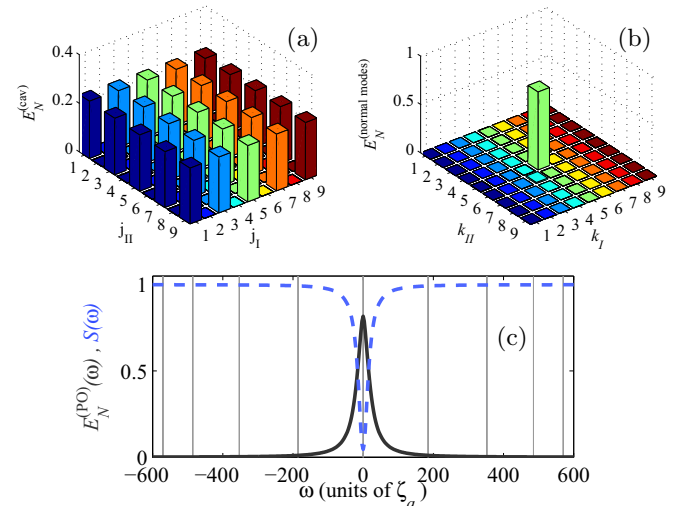 (a)
E_N^(cav)
0.4
0.2
0
1 2 3 4 5 6 7 8 9
j_II
1 2 3 4 5 6 7 8 9
j_I
(b)
E_N^(normal modes)
1
0.5
0
1 2 3 4 5 6 7 8 9
k_II
1 2 3 4 5 6 7 8 9
k_I
(c)
E_N^(PO)(ω) , S(ω)
1
0.5
0
−600 −400 −200 0 200 400 600
ω (units of ζ_a)